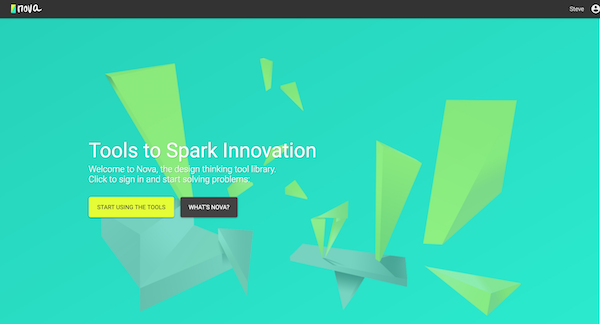 nova
Steve
Tools to Spark Innovation
Welcome to Nova, the design thinking tool library.
Click to sign in and start solving problems.
START USING THE TOOLS
WHAT'S NOVA?